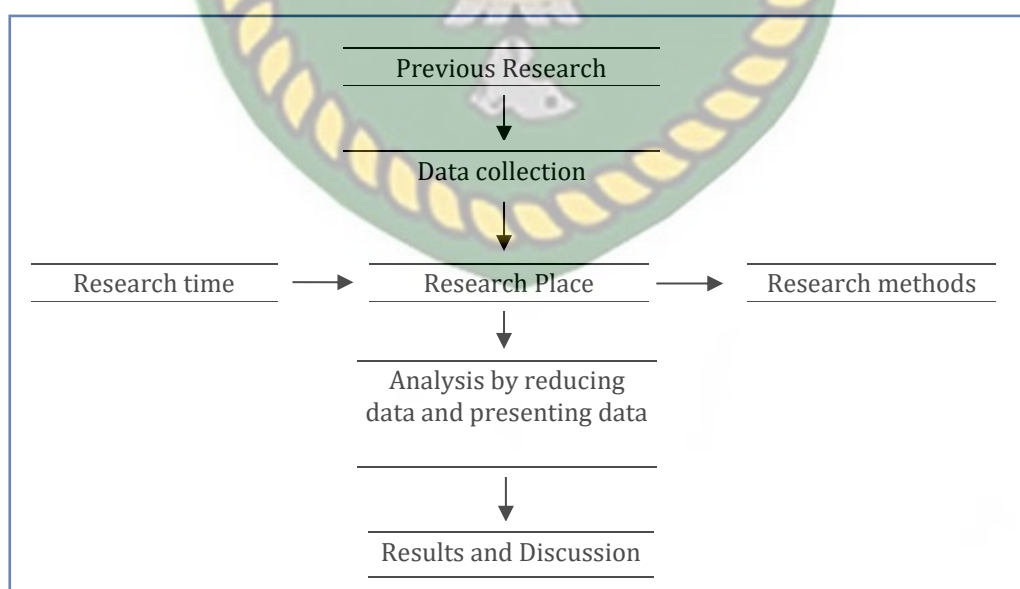 Previous Research
Data collection
Research time
Research Place
Research methods
Analysis by reducing
data and presenting data
Results and Discussion